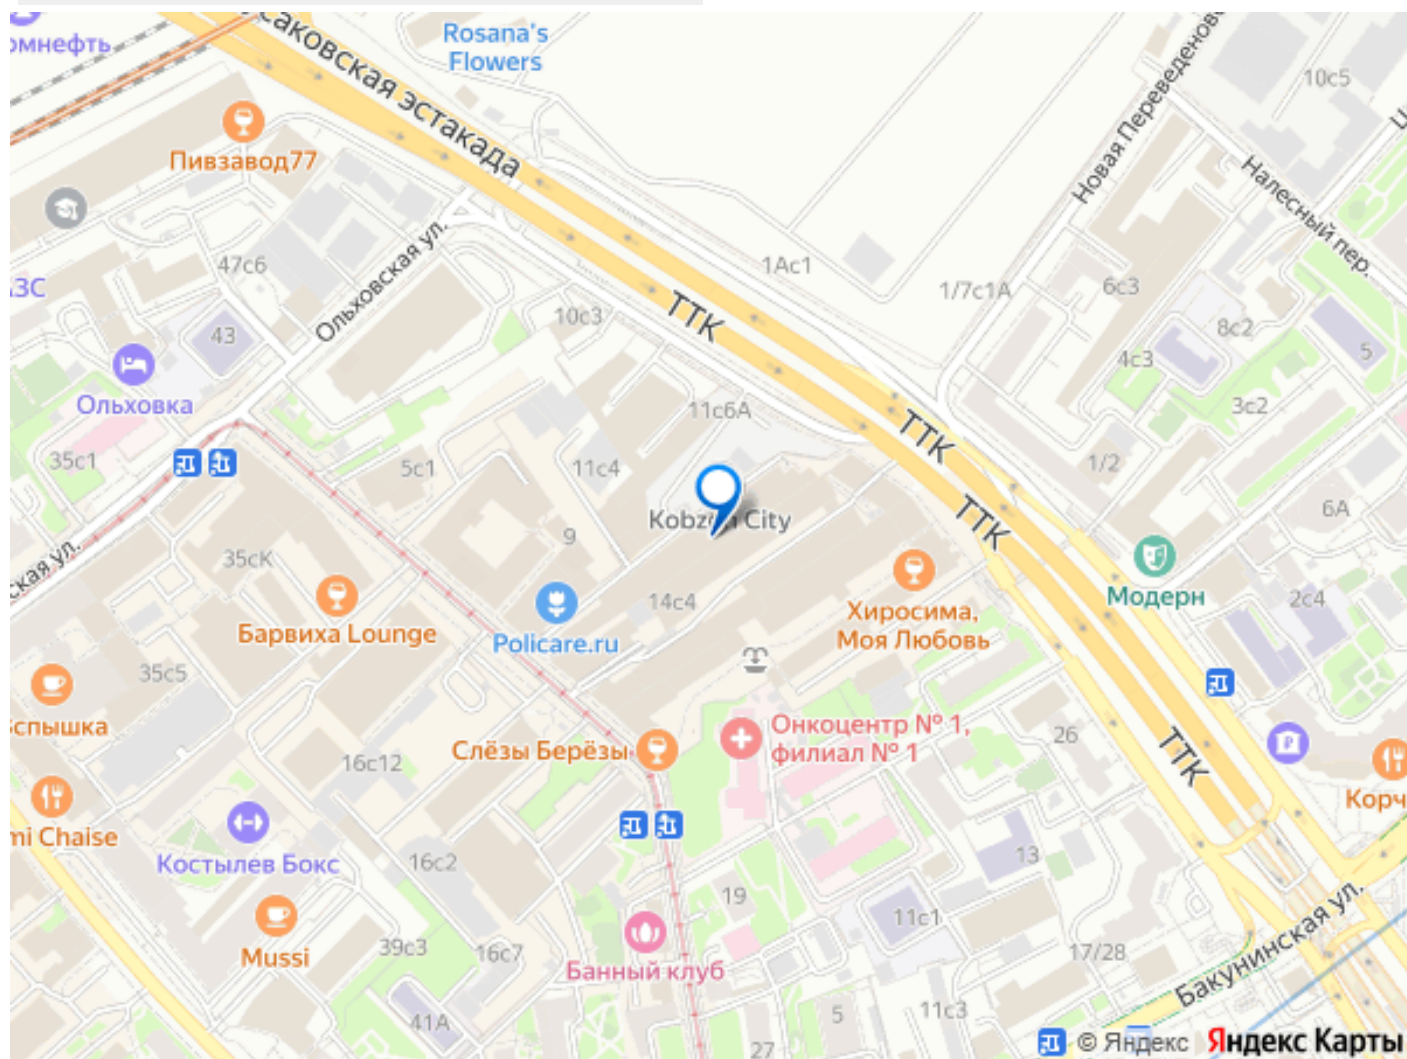 Rosana's
Flowers
омнефть
саковская эстакада
10с5
Пивзавод77
Новая Переведеновс
Налесный пер.
Ольховская ул.
47с6
1Ас1
АЗС
1/7с1А
6с3
10с3
ТТК
8с2
43
4с3
5
Ольховка
11с6А
3с2
ТТК
35с1
5с1
11с4
1/2
6А
Kobzon City
ТТК
9
ская ул.
35сК
14с4
Модерн
2с4
Хиросима,
Моя Любовь
Барвиха Lounge
Policare.ru
35с5
спышка
Онкоцентр № 1,
филиал № 1
26
Слёзы Берёзы
16с12
ТТК
Корч
mi Chaise
Костылев Бокс
16с2
13
19
11с1
Mussi
39с3
16с7
Банный клуб
17/28
Бакунинская ул.
41А
5
11с3
27
© Яндекс Яндекс Карты